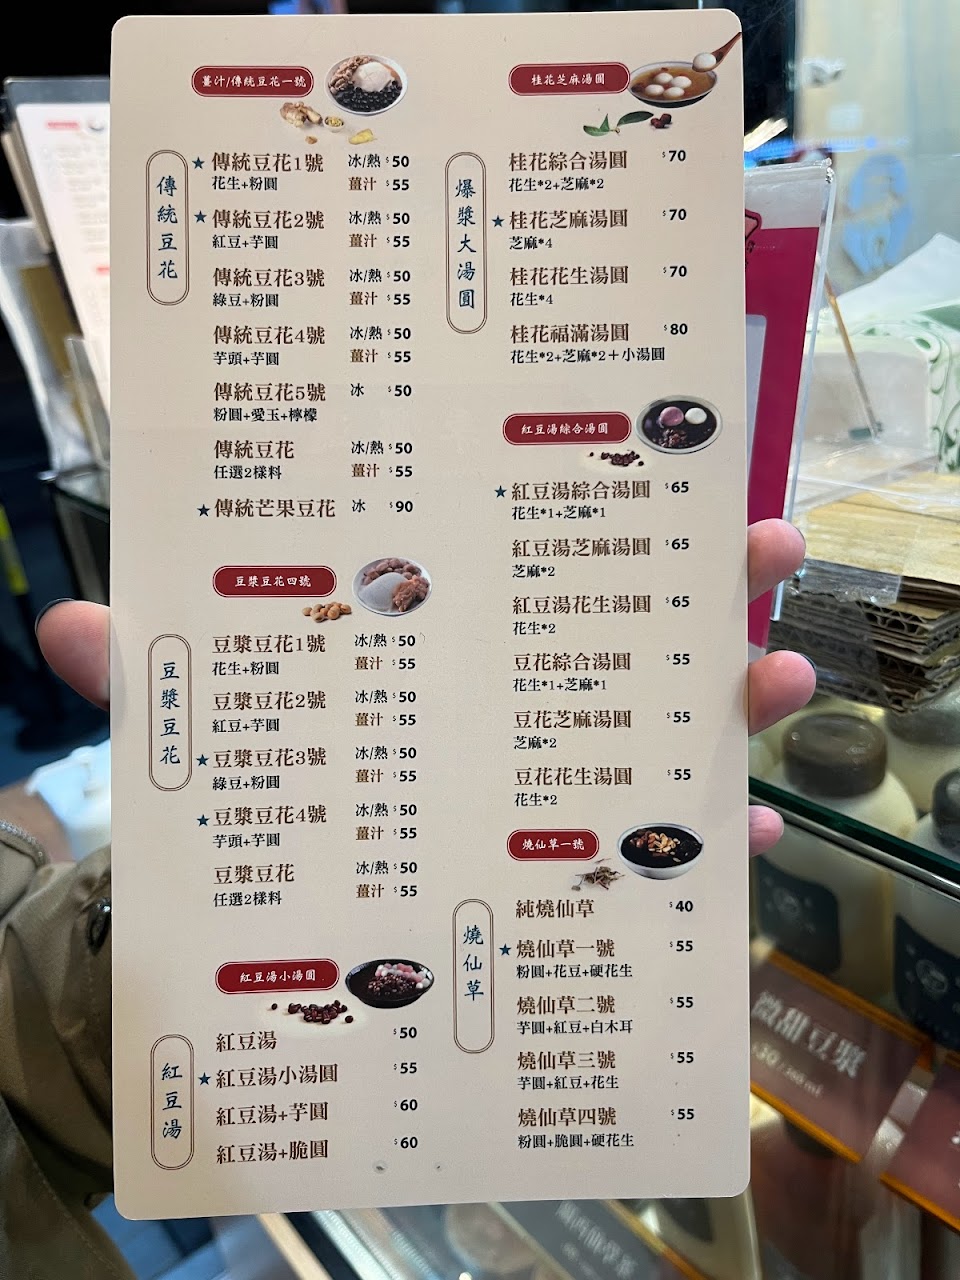 薑汁/傳統豆花一號
傳統豆花
★傳統豆花1號 冰/熱 $50
花生+粉圓 薑汁 $55
★傳統豆花2號 冰/熱 $50
紅豆+芋圓 薑汁 $55
傳統豆花3號 冰/熱 $50
綠豆+粉圓 薑汁 $55
傳統豆花4號 冰/熱 $50
芋頭+芋圓 薑汁 $55
傳統豆花5號 冰 $50
粉圓+愛玉+檸檬
傳統豆花 冰/熱 $50
任選2樣料 薑汁 $55
★傳統芒果豆花 冰 $90
豆漿豆花四號
豆漿豆花
豆漿豆花1號 冰/熱 $50
花生+粉圓 薑汁 $55
豆漿豆花2號 冰/熱 $50
紅豆+芋圓 薑汁 $55
★豆漿豆花3號 冰/熱 $50
綠豆+粉圓 薑汁 $55
★豆漿豆花4號 冰/熱 $50
芋頭+芋圓 薑汁 $55
豆漿豆花 冰/熱 $50
任選2樣料 薑汁 $55
紅豆湯小湯圓
紅豆湯
紅豆湯 $50
★紅豆湯小湯圓 $55
紅豆湯+芋圓 $60
紅豆湯+脆圓 $60
桂花芝麻湯圓
爆漿大湯圓
桂花綜合湯圓 $70
花生*2+芝麻*2
★桂花芝麻湯圓 $70
芝麻*4
桂花花生湯圓 $70
花生*4
桂花福滿湯圓 $80
花生*2+芝麻*2＋小湯圓
紅豆湯綜合湯圓
★紅豆湯綜合湯圓 $65
花生*1+芝麻*1
紅豆湯芝麻湯圓 $65
芝麻*2
紅豆湯花生湯圓 $65
花生*2
豆花綜合湯圓 $55
花生*1+芝麻*1
豆花芝麻湯圓 $55
芝麻*2
豆花花生湯圓 $55
花生*2
燒仙草一號
燒仙草
純燒仙草 $40
★燒仙草一號 $55
粉圓+花豆+硬花生
燒仙草二號 $55
芋圓+紅豆+白木耳
燒仙草三號 $55
芋圓+紅豆+花生
燒仙草四號 $55
粉圓+脆圓+硬花生
微甜豆漿